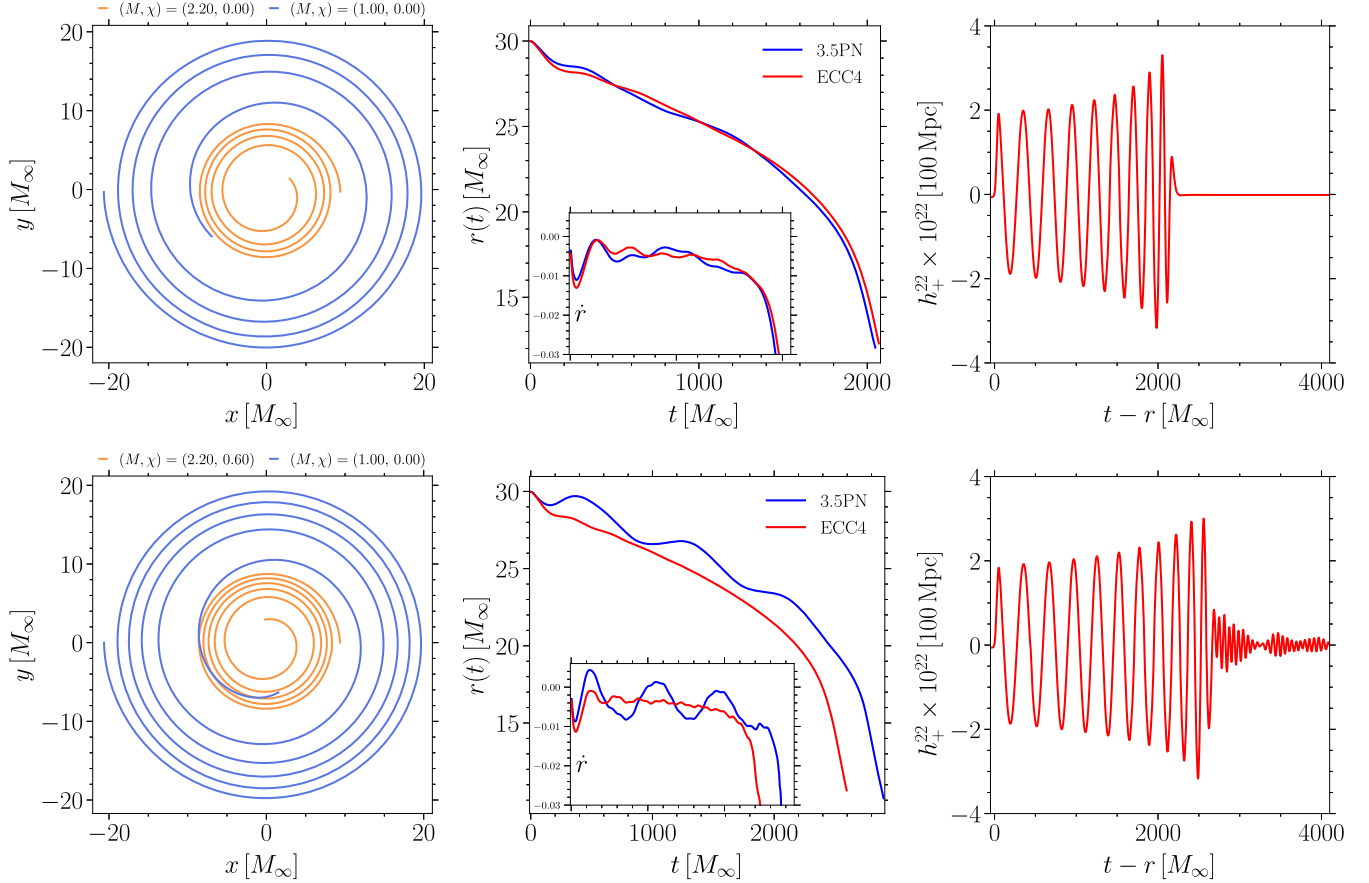 (M, χ) = (2.20, 0.00) (M, χ) = (1.00, 0.00)
20
10
0
−10
−20
y [M∞]
−20 0 20
x [M∞]
30
25
20
15
r(t) [M∞]
3.5PN
ECC4
0.00
−0.01
−0.02
−0.03
ṙ
0 1000 2000
t [M∞]
4
2
0
−2
−4
h₊²² × 10²² [100 Mpc]
0 2000 4000
t − r [M∞]
(M, χ) = (2.20, 0.60) (M, χ) = (1.00, 0.00)
20
10
0
−10
−20
y [M∞]
−20 0 20
x [M∞]
30
25
20
15
r(t) [M∞]
3.5PN
ECC4
0.00
−0.01
−0.02
−0.03
ṙ
0 1000 2000
t [M∞]
4
2
0
−2
−4
h₊²² × 10²² [100 Mpc]
0 2000 4000
t − r [M∞]